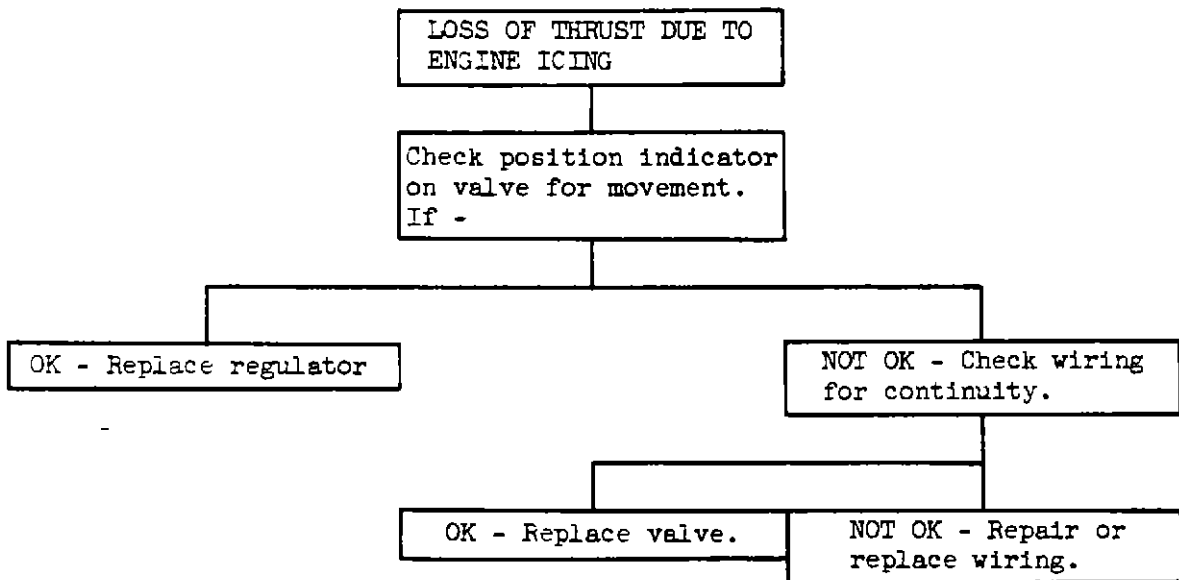 LOSS OF THRUST DUE TO
ENGINE ICING
Check position indicator
on valve for movement.
If -
OK - Replace regulator
NOT OK - Check wiring
for continuity.
OK - Replace valve.
NOT OK - Repair or
replace wiring.